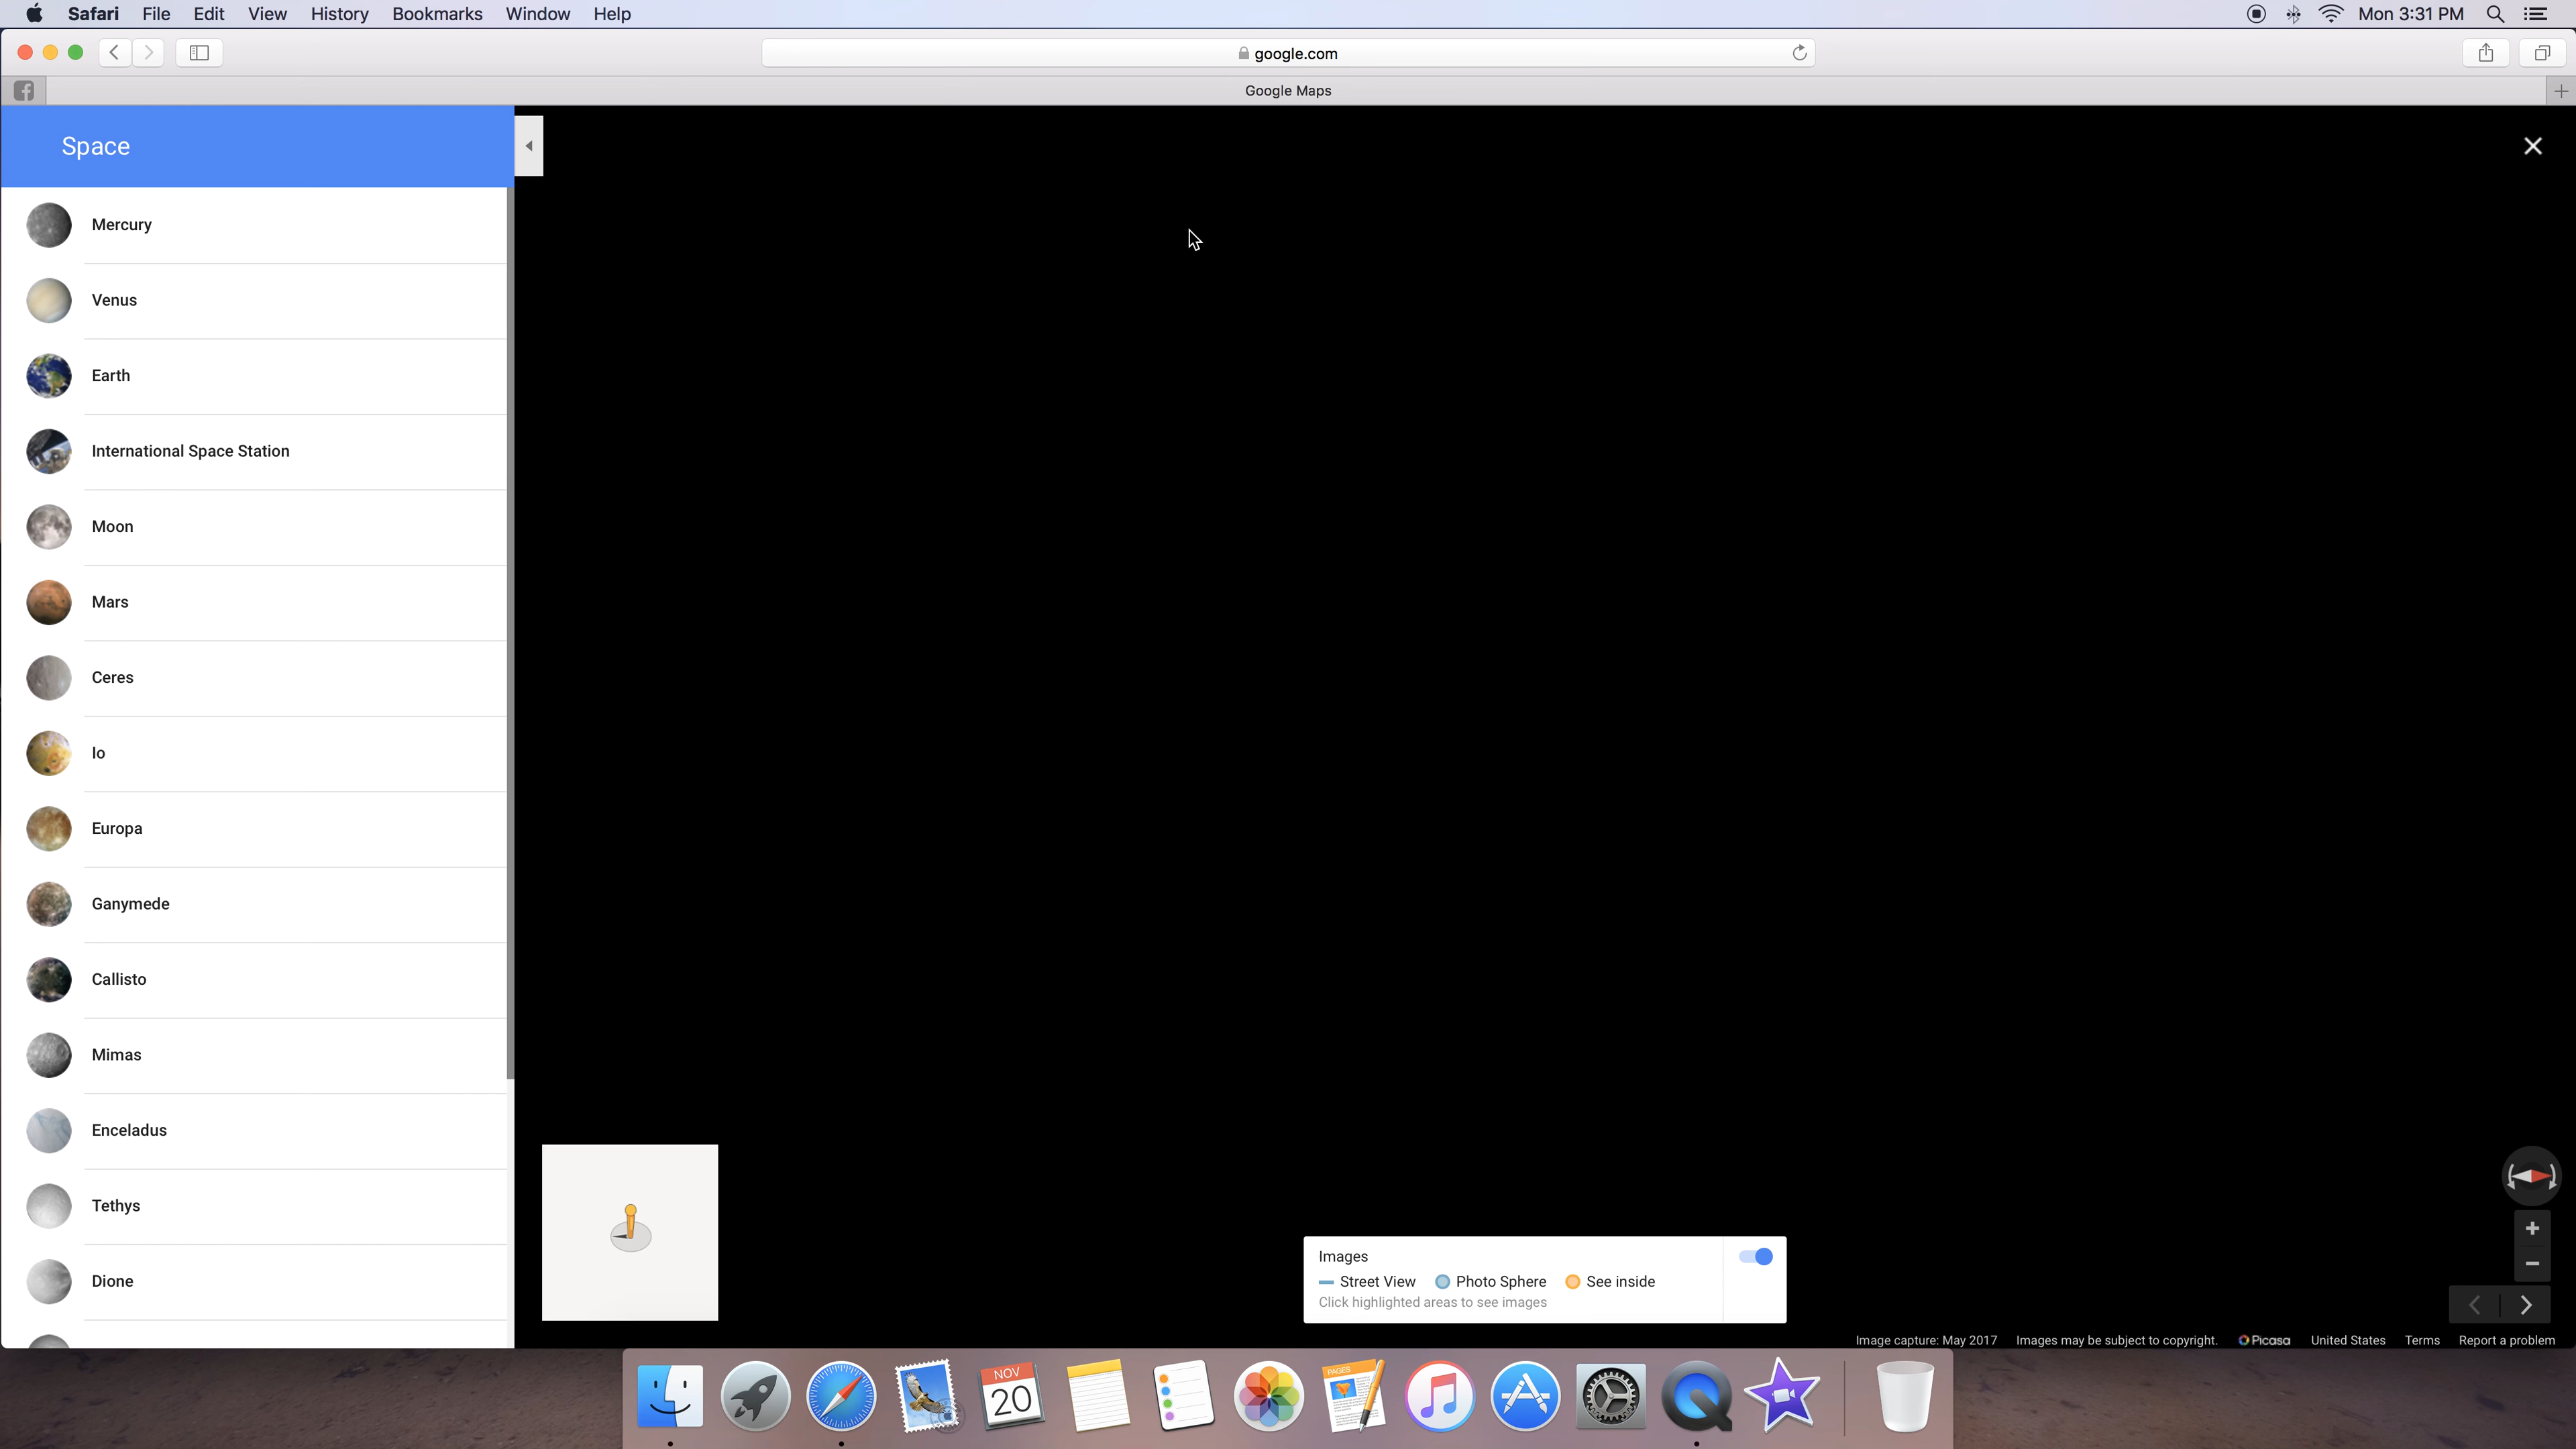 Safari File Edit View History Bookmarks Window Help Mon 3:31 PM
google.com
Google Maps
Space
Mercury
Venus
Earth
International Space Station
Moon
Mars
Ceres
Io
Europa
Ganymede
Callisto
Mimas
Enceladus
Tethys
Dione
Images
Street View Photo Sphere See inside
Click highlighted areas to see images
Image capture: May 2017 Images may be subject to copyright. Picasa United States Terms Report a problem
NOV
20
PAGES